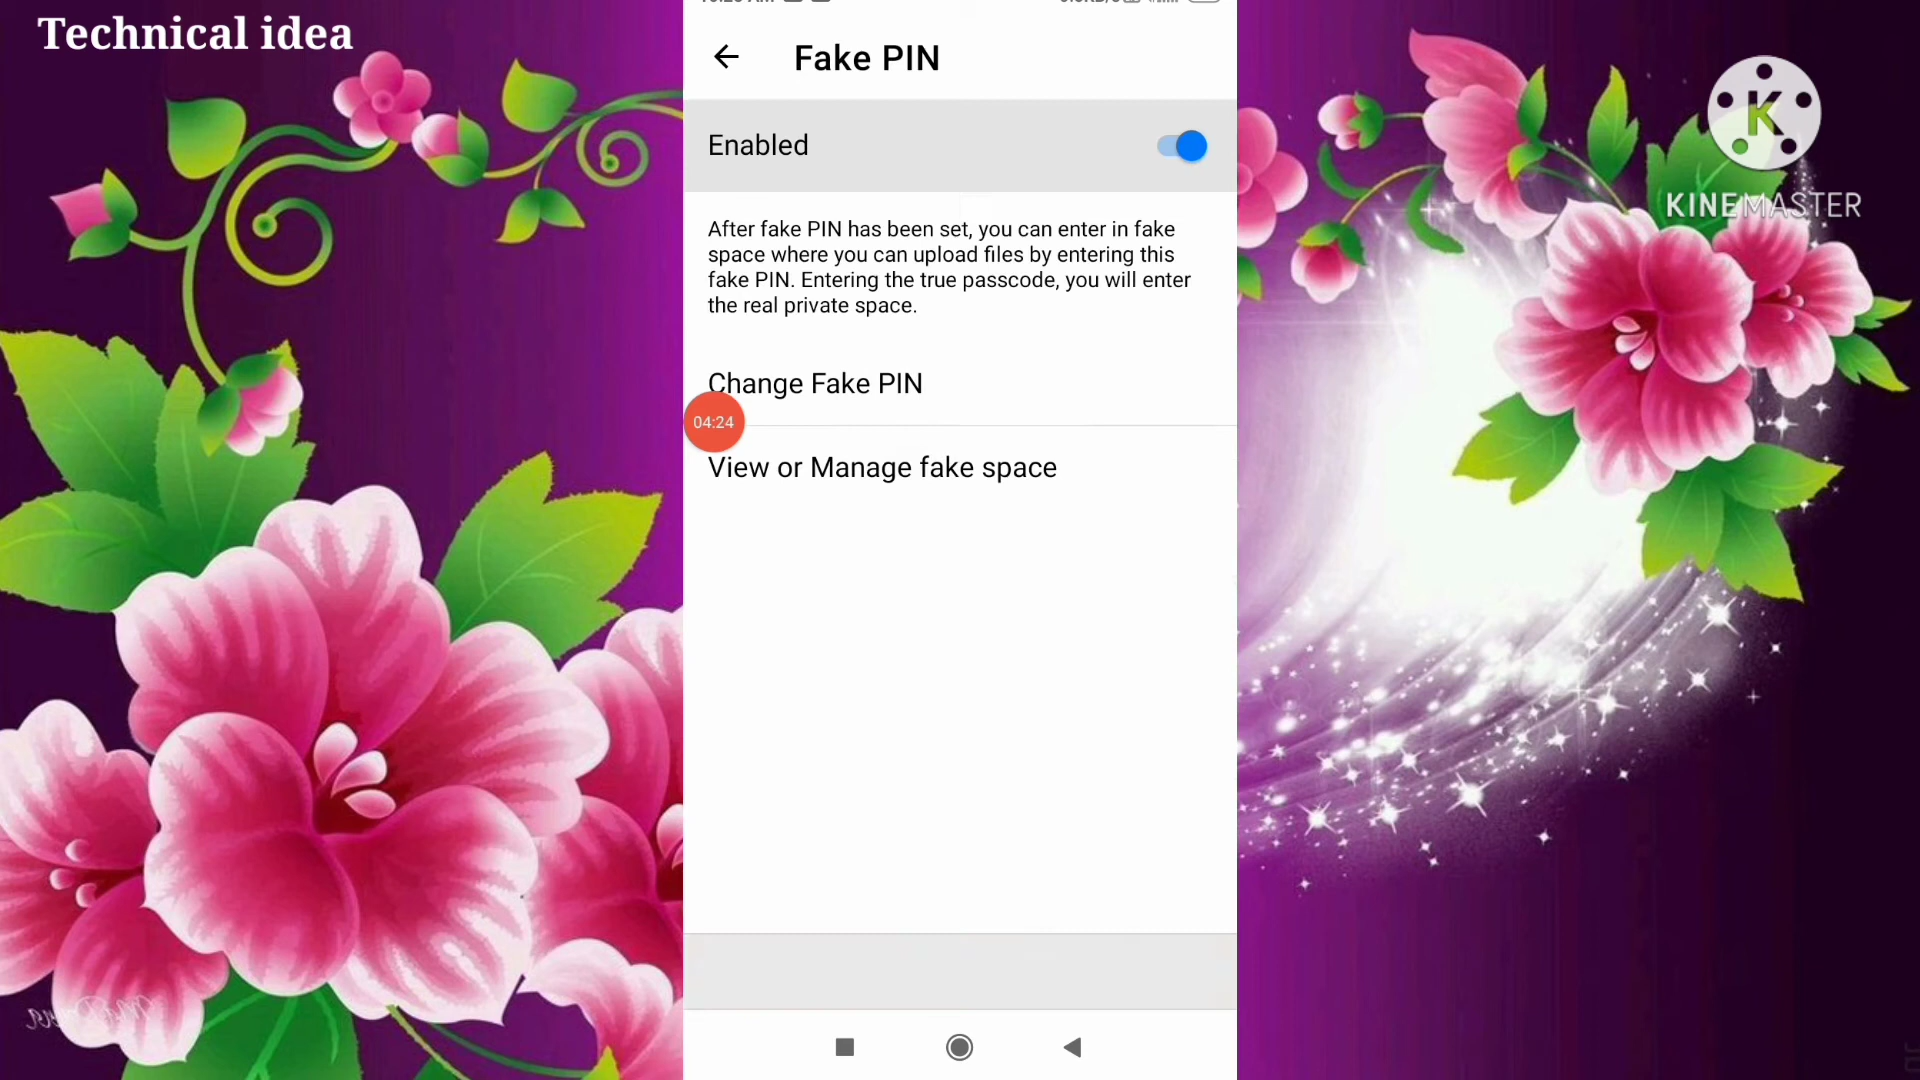 Technical idea
Fake PIN
Enabled
After fake PIN has been set, you can enter in fake
space where you can upload files by entering this
fake PIN. Entering the true passcode, you will enter
the real private space.
Change Fake PIN
04:24
View or Manage fake space
K
KINEMASTER